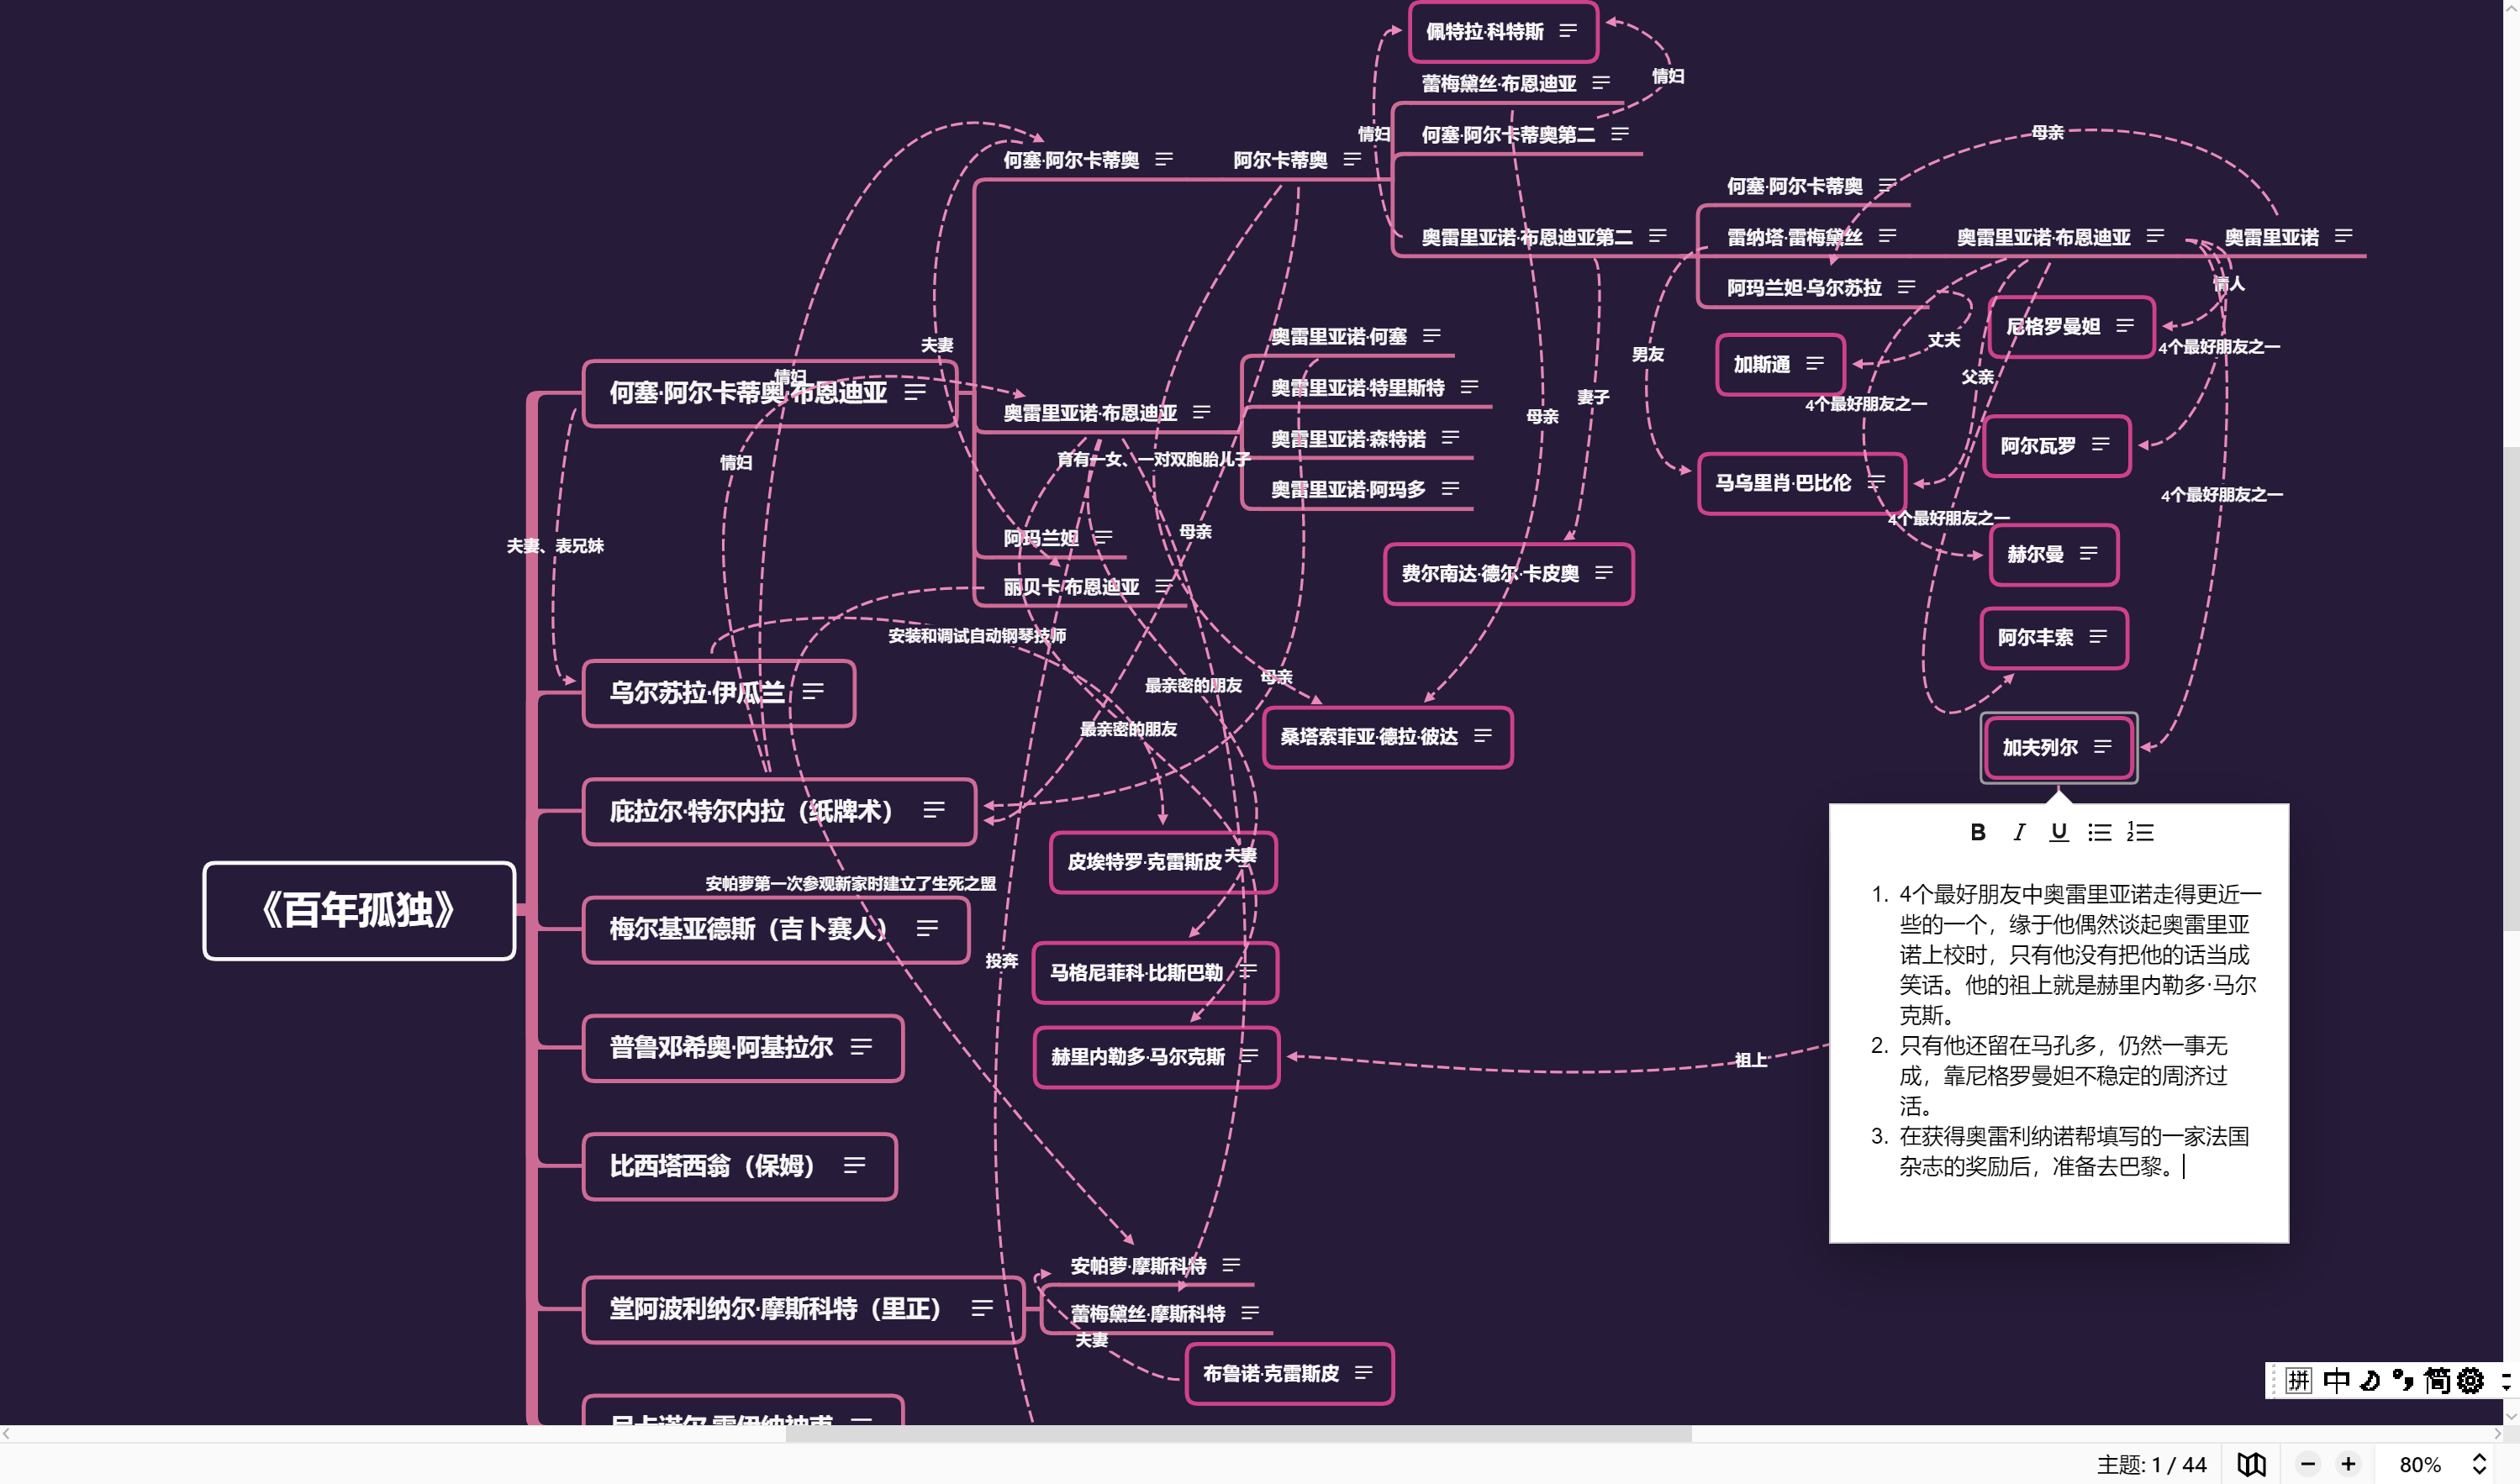 佩特拉·科特斯
蕾梅黛丝·布恩迪亚
情妇
情妇
何塞·阿尔卡蒂奥第二
母亲
何塞·阿尔卡蒂奥
阿尔卡蒂奥
何塞·阿尔卡蒂奥
奥雷里亚诺·布恩迪亚第二
雷纳塔·雷梅黛丝
奥雷里亚诺·布恩迪亚
奥雷里亚诺
阿玛兰妲·乌尔苏拉
情人
奥雷里亚诺·何塞
尼格罗曼妲
夫妻
丈夫
4个最好朋友之一
男友
加斯通
情妇
何塞·阿尔卡蒂奥·布恩迪亚
奥雷里亚诺·特里斯特
父亲
妻子
4个最好朋友之一
奥雷里亚诺·布恩迪亚
母亲
奥雷里亚诺·森特诺
阿尔瓦罗
情妇
育有一女、一对双胞胎儿子
奥雷里亚诺·阿玛多
马乌里肖·巴比伦
4个最好朋友之一
4个最好朋友之一
阿玛兰妲
母亲
夫妻、表兄妹
赫尔曼
丽贝卡·布恩迪亚
费尔南达·德尔·卡皮奥
安装和调试自动钢琴技师
阿尔丰索
乌尔苏拉·伊瓜兰
最亲密的朋友
母亲
最亲密的朋友
桑塔索菲亚·德拉·彼达
加夫列尔
庇拉尔·特尔内拉（纸牌术）
皮埃特罗·克雷斯皮
夫妻
安帕萝第一次参观新家时建立了生死之盟
《百年孤独》
梅尔基亚德斯（吉卜赛人）
投奔
马格尼菲科·比斯巴勒
普鲁邓希奥·阿基拉尔
赫里内勒多·马尔克斯
祖上
比西塔西翁（保姆）
安帕萝·摩斯科特
堂阿波利纳尔·摩斯科特（里正）
蕾梅黛丝·摩斯科特
夫妻
布鲁诺·克雷斯皮
B I U
1. 4个最好朋友中奥雷里亚诺走得更近一
些的一个，缘于他偶然谈起奥雷里亚
诺上校时，只有他没有把他的话当成
笑话。他的祖上就是赫里内勒多·马尔
克斯。
2. 只有他还留在马孔多，仍然一事无
成，靠尼格罗曼妲不稳定的周济过
活。
3. 在获得奥雷利纳诺帮填写的一家法国
杂志的奖励后，准备去巴黎。
拼 中 简
主题: 1 / 44
80%